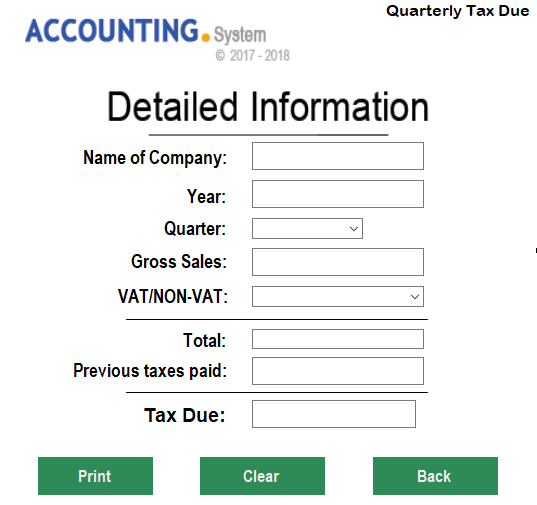 Quarterly Tax Due
ACCOUNTING.System
© 2017 - 2018
Detailed Information
Name of Company:
Year:
Quarter:
Gross Sales:
VAT/NON-VAT:
Total:
Previous taxes paid:
Tax Due:
Print Clear Back